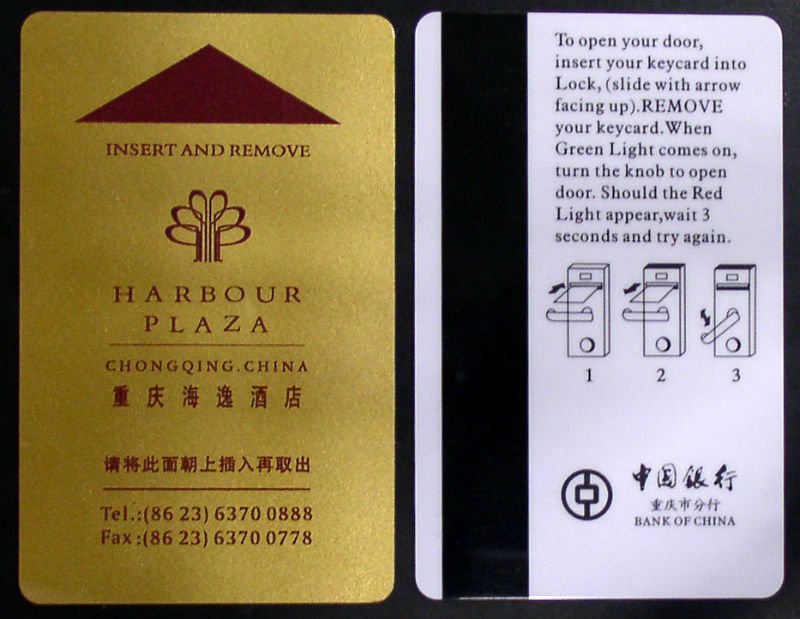 INSERT AND REMOVE
HARBOUR
PLAZA
CHONGQING.CHINA
重庆海逸酒店
请将此面朝上插入再取出
Tel.:(86 23) 6370 0888
Fax:(86 23) 6370 0778
To open your door,
insert your keycard into
Lock, (slide with arrow
facing up).REMOVE
your keycard.When
Green Light comes on,
turn the knob to open
door. Should the Red
Light appear,wait 3
seconds and try again.
1 2 3
中国銀行
重庆市分行
BANK OF CHINA